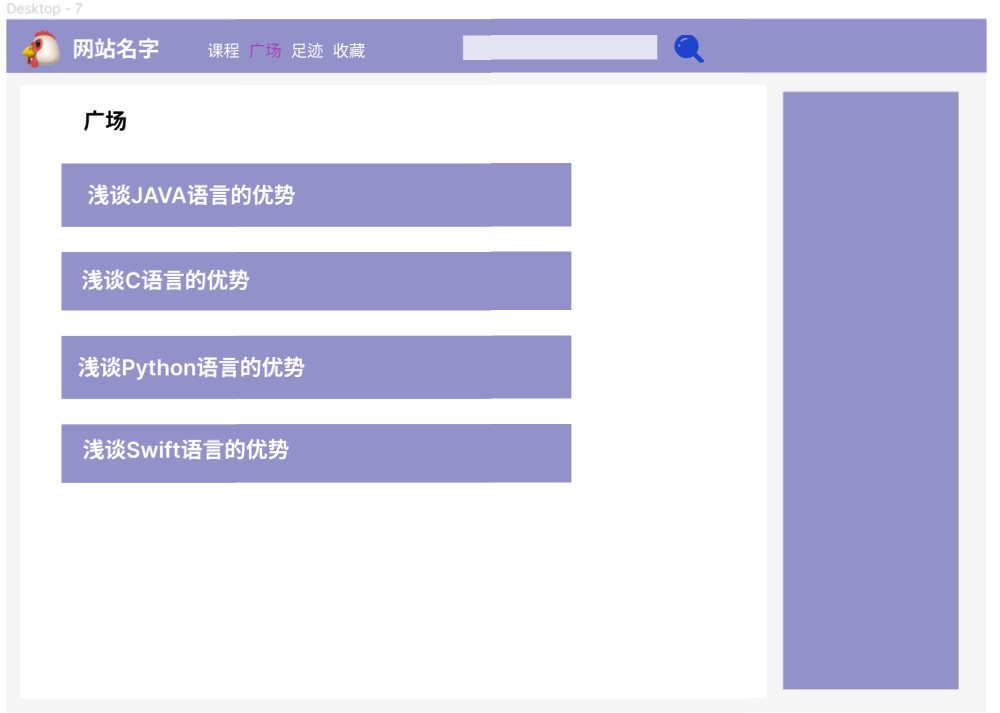 Desktop - 7
网站名字 课程 广场 足迹 收藏
广场
浅谈JAVA语言的优势
浅谈C语言的优势
浅谈Python语言的优势
浅谈Swift语言的优势